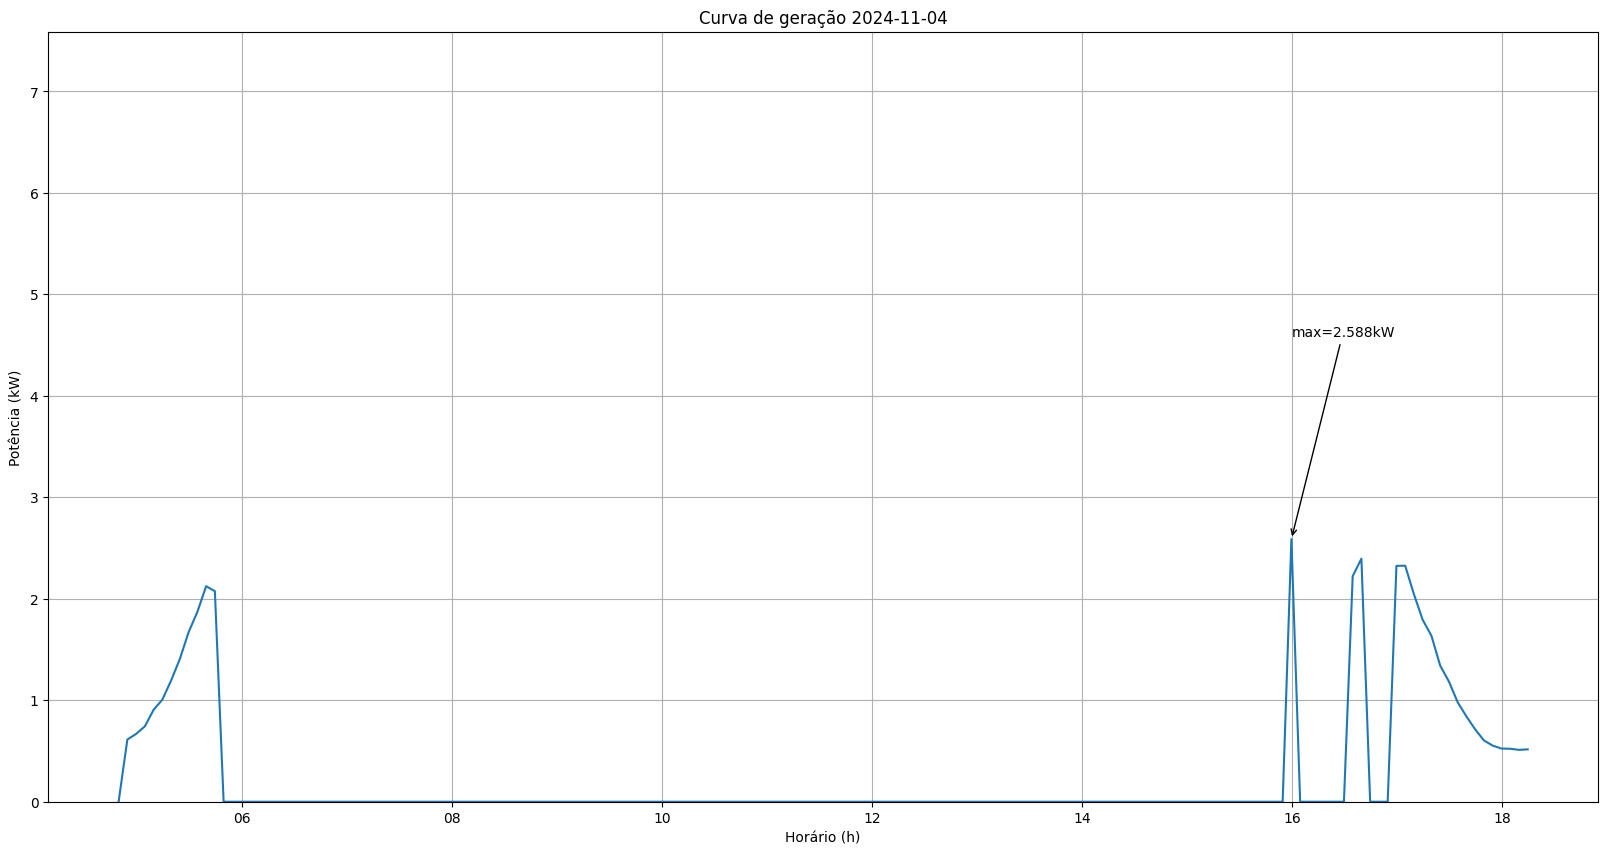 Curva de geração 2024-11-04
7
6
5
4
3
2
1
0
Potência (kW)
max=2.588kW
06 08 10 12 14 16 18
Horário (h)